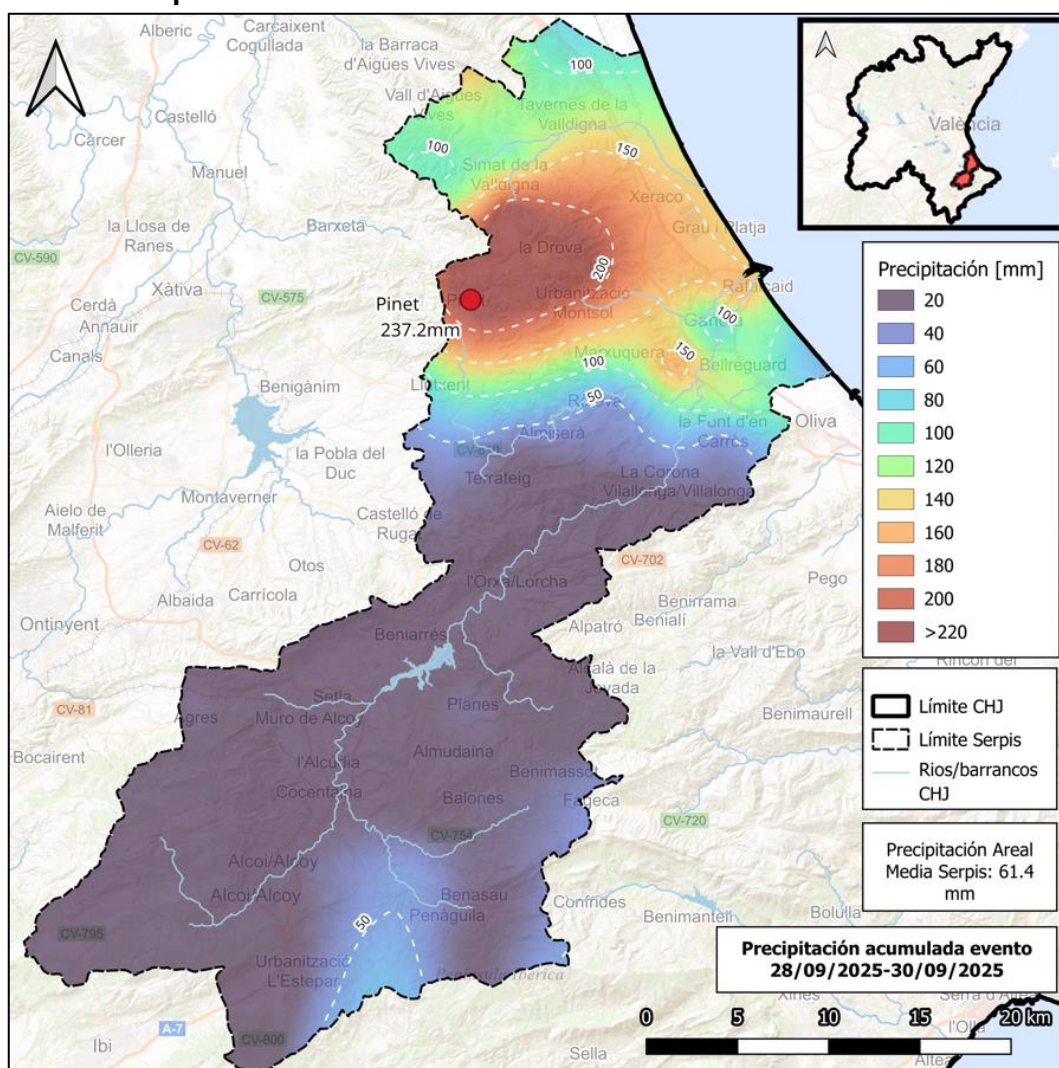 Alberic
Carcaixent
Cogullada
la Barraca
d'Aigües Vives
Vall d'Aigües
Vives
Castelló
Càrcer
Manuel
la Llosa de
Ranes
Barxeta
CV-590
Xàtiva
CV-575
Cerdà
Annauir
Canals
Benigànim
l'Olleria
la Pobla del
Duc
Montaverner
Aielo de
Malferit
Castelló de
Rugat
CV-62
Otos
Carrícola
Albaida
Ontinyent
CV-81
Bocairent
Agres
100
Tavernes de la
Valldigna
100
150
Simat de la
Valldigna
Xeraco
Grau i Platja
la Drova
200
Pinet
237.2mm
Urbanització
Montsol
Rafalcaid
Gandia
100
Marxuquera
150
Bellreguard
100
Llutxent
50
Almiserà
la Font d'en
Carròs
Oliva
Terrateig
La Corona
Vilallonga/Villalonga
CV-702
l'Orxa/Lorcha
Pego
Benirrama
Benialí
Beniarrés
Alpatró
la Vall d'Ebo
Alcalà de la
Jovada
Setla
Muro de Alcoy
Planes
Benimaurell
l'Alcúdia
Almudaina
Cocentaina
Benimassot
Balones
Fageca
CV-754
CV-720
Alcoi/Alcoy
Alcoi/Alcoy
Benasau
Penàguila
Confrides
Benimantell
Bolulla
CV-795
50
Urbanització
L'Estepar
Península Ibérica
A-7
CV-800
Ibi
Sella
València
Precipitación [mm]
20
40
60
80
100
120
140
160
180
200
>220
Límite CHJ
Límite Serpis
Rios/barrancos
CHJ
Precipitación Areal
Media Serpis: 61.4
mm
Precipitación acumulada evento
28/09/2025-30/09/2025
0 5 10 15 20 km
l'Olla
Altea